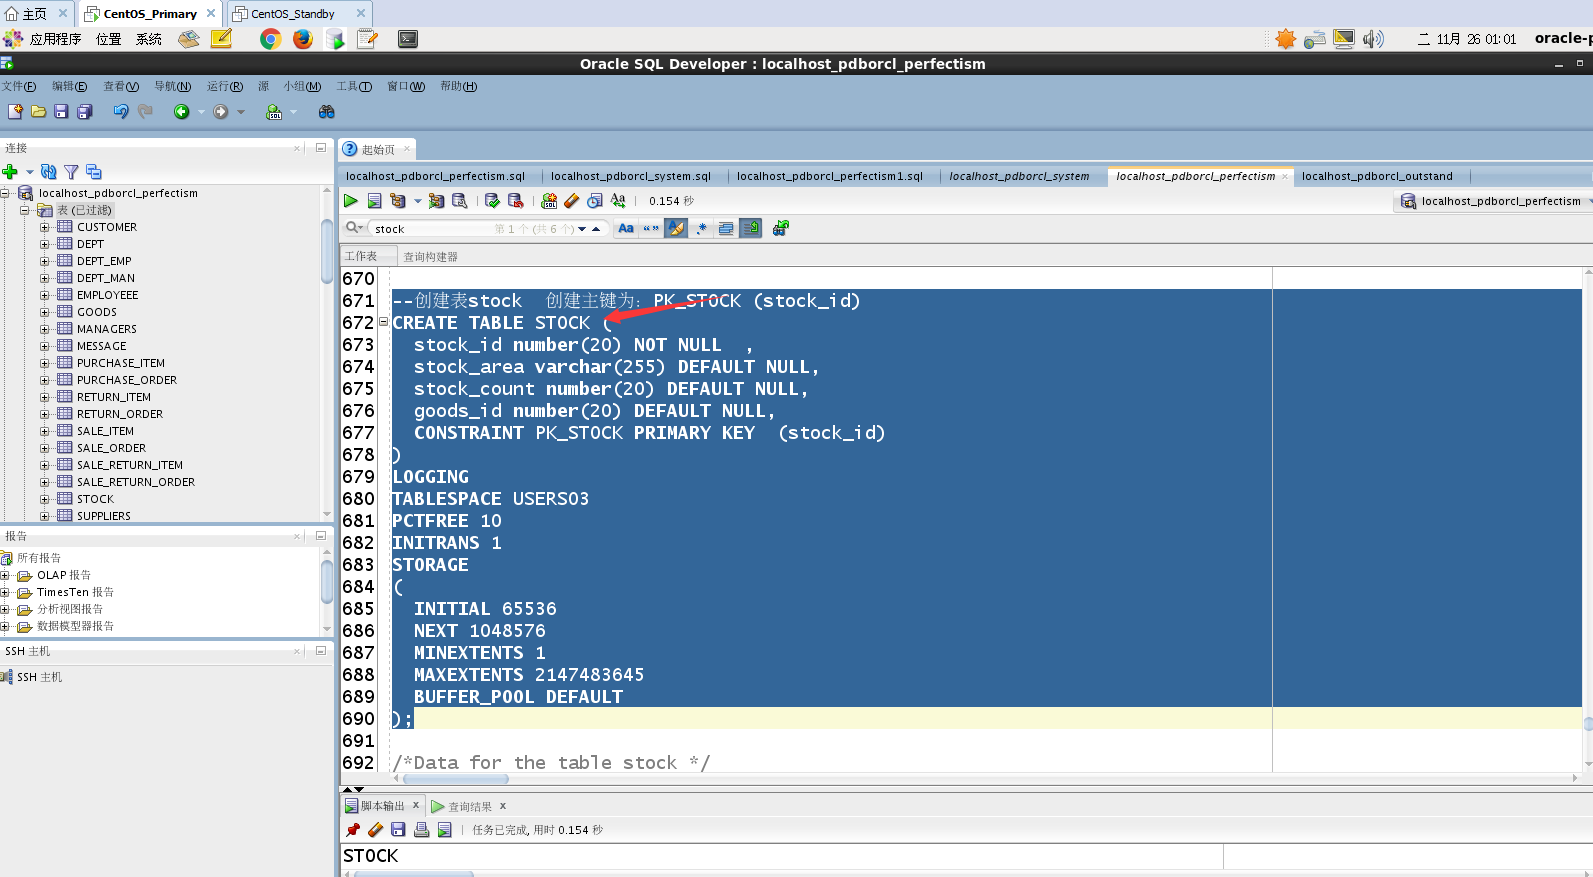 主页 CentOS_Primary CentOS_Standby
应用程序 位置 系统 二 11月 26 01:01 oracle-p
Oracle SQL Developer : localhost_pdborcl_perfectism
文件(F) 编辑(E) 查看(V) 导航(N) 运行(R) 源 小组(M) 工具(T) 窗口(W) 帮助(H)
连接
localhost_pdborcl_perfectism
表 (已过滤)
CUSTOMER
DEPT
DEPT_EMP
DEPT_MAN
EMPLOYEEE
GOODS
MANAGERS
MESSAGE
PURCHASE_ITEM
PURCHASE_ORDER
RETURN_ITEM
RETURN_ORDER
SALE_ITEM
SALE_ORDER
SALE_RETURN_ITEM
SALE_RETURN_ORDER
STOCK
SUPPLIERS
报告
所有报告
OLAP 报告
TimesTen 报告
分析视图报告
数据模型器报告
SSH 主机
SSH 主机
起始页
localhost_pdborcl_perfectism.sql localhost_pdborcl_system.sql localhost_pdborcl_perfectism1.sql localhost_pdborcl_system localhost_pdborcl_perfectism localhost_pdborcl_outstand
0.154 秒 localhost_pdborcl_perfectism
stock 第 1 个 (共 6 个) Aa
工作表 查询构建器
670
671 --创建表stock  创建主键为: PK_STOCK (stock_id)
672 CREATE TABLE STOCK (
673 stock_id number(20) NOT NULL  ,
674 stock_area varchar(255) DEFAULT NULL,
675 stock_count number(20) DEFAULT NULL,
676 goods_id number(20) DEFAULT NULL,
677 CONSTRAINT PK_STOCK PRIMARY KEY  (stock_id)
678 )
679 LOGGING
680 TABLESPACE USERS03
681 PCTFREE 10
682 INITRANS 1
683 STORAGE
684 (
685 INITIAL 65536
686 NEXT 1048576
687 MINEXTENTS 1
688 MAXEXTENTS 2147483645
689 BUFFER_POOL DEFAULT
690 );
691
692 /*Data for the table stock */
脚本输出 x 查询结果 x
任务已完成, 用时 0.154 秒
STOCK